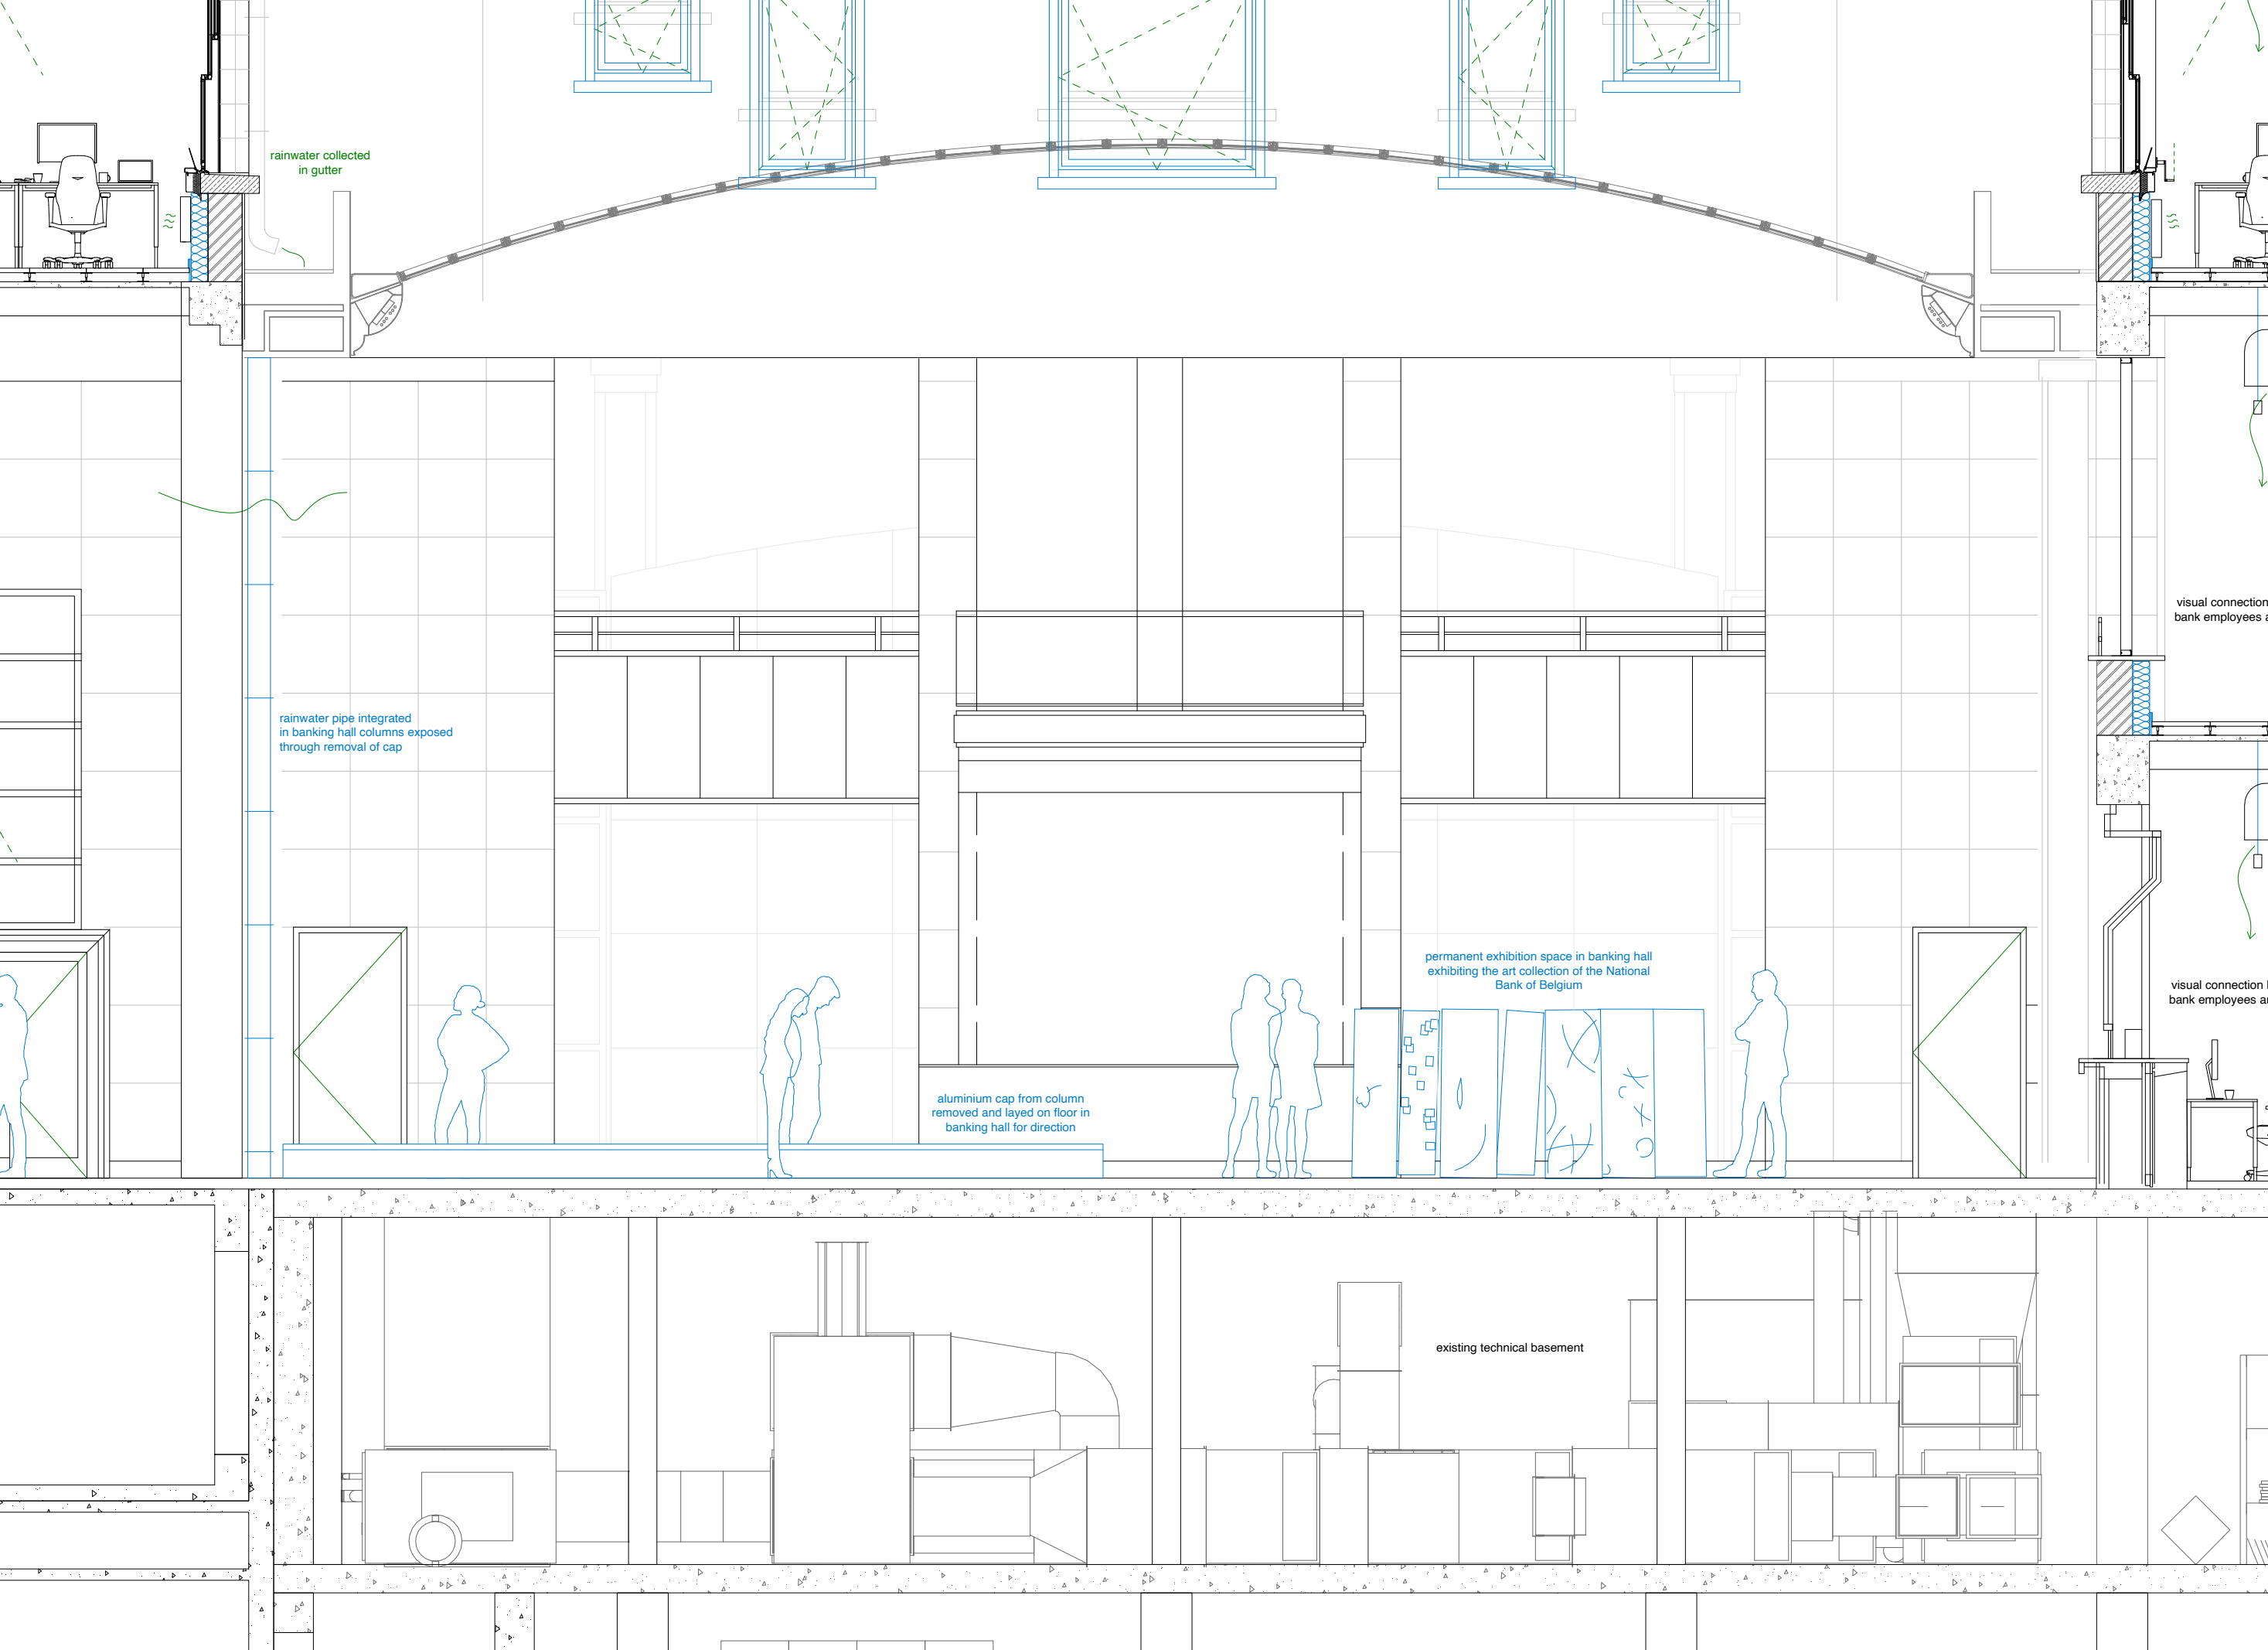 rainwater collected
in gutter
visual connection
bank employees a
rainwater pipe integrated
in banking hall columns exposed
through removal of cap
permanent exhibition space in banking hall
exhibiting the art collection of the National
Bank of Belgium
visual connection
bank employees a
aluminium cap from column
removed and layed on floor in
banking hall for direction
existing technical basement